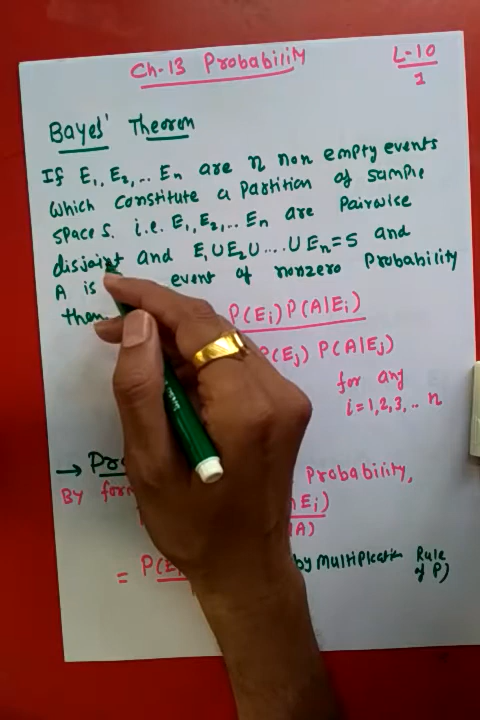 Ch-13 Probability
L-10
1
Bayes' Theorem
If E₁, E₂, .. Eₙ are n non empty events
which constitute a Partition of sample
space S. i.e. E₁, E₂, .. Eₙ are Pairwise
disjoint and E₁ U E₂ U .... U Eₙ = S and
A is event of nonzero Probability
then
P(Eᵢ) P(A|Eᵢ)
P(Eⱼ) P(A|Eⱼ)
for any
i=1,2,3,.. n
→
By Probability,
Eᵢ)
(A)
= by Multiplication Rule
of P)